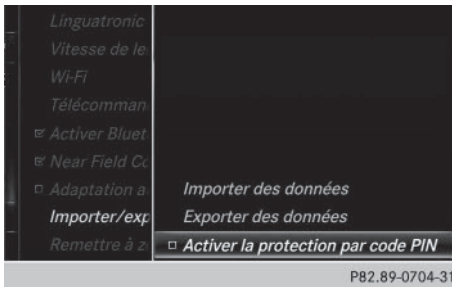 Linguatronic
Vitesse de le
Wi-Fi
Télécomman
Activer Bluet
Near Field Co
Adaptation a
Importer/exp
Remettre à z
Importer des données
Exporter des données
Activer la protection par code PIN
P82.89-0704-31